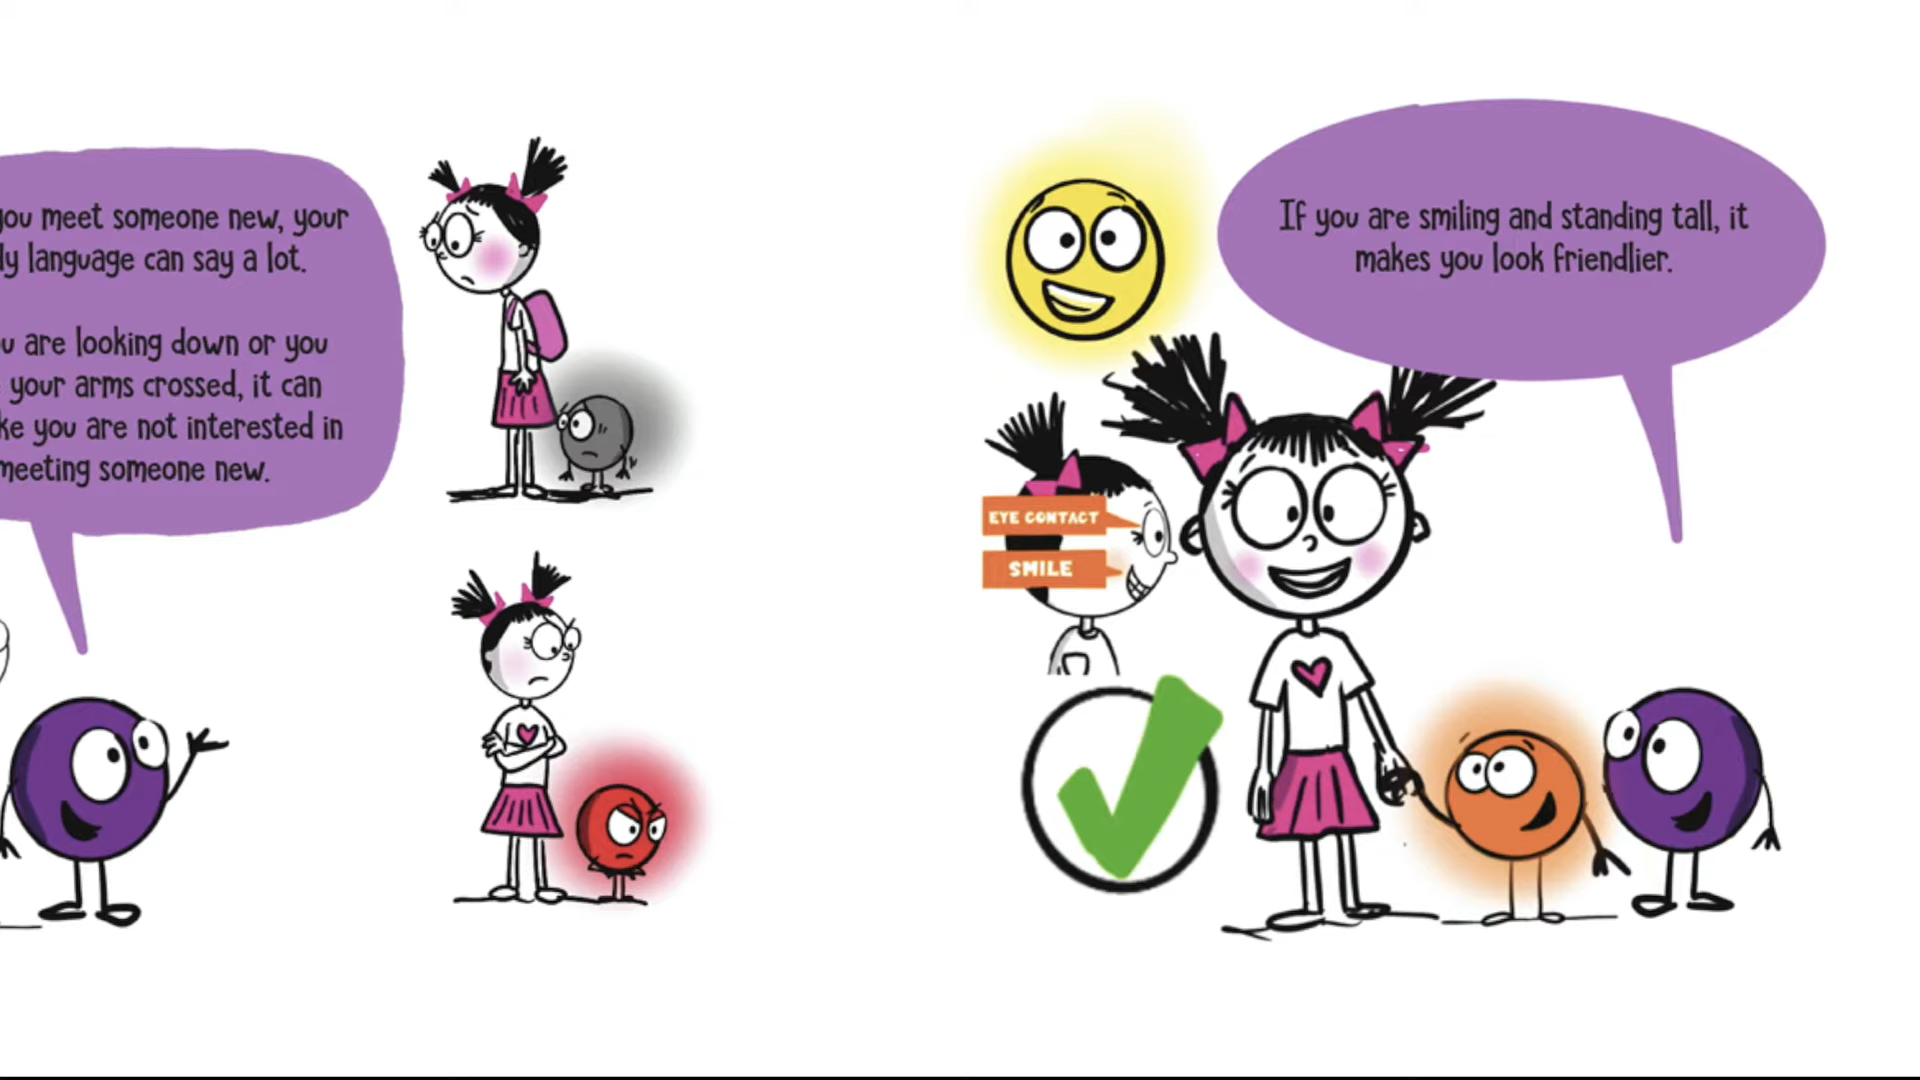 you meet someone new, your
language can say a lot.
are looking down or you
your arms crossed, it can
you are not interested in
meeting someone new.
If you are smiling and standing tall, it
makes you look friendlier.
EYE CONTACT
SMILE